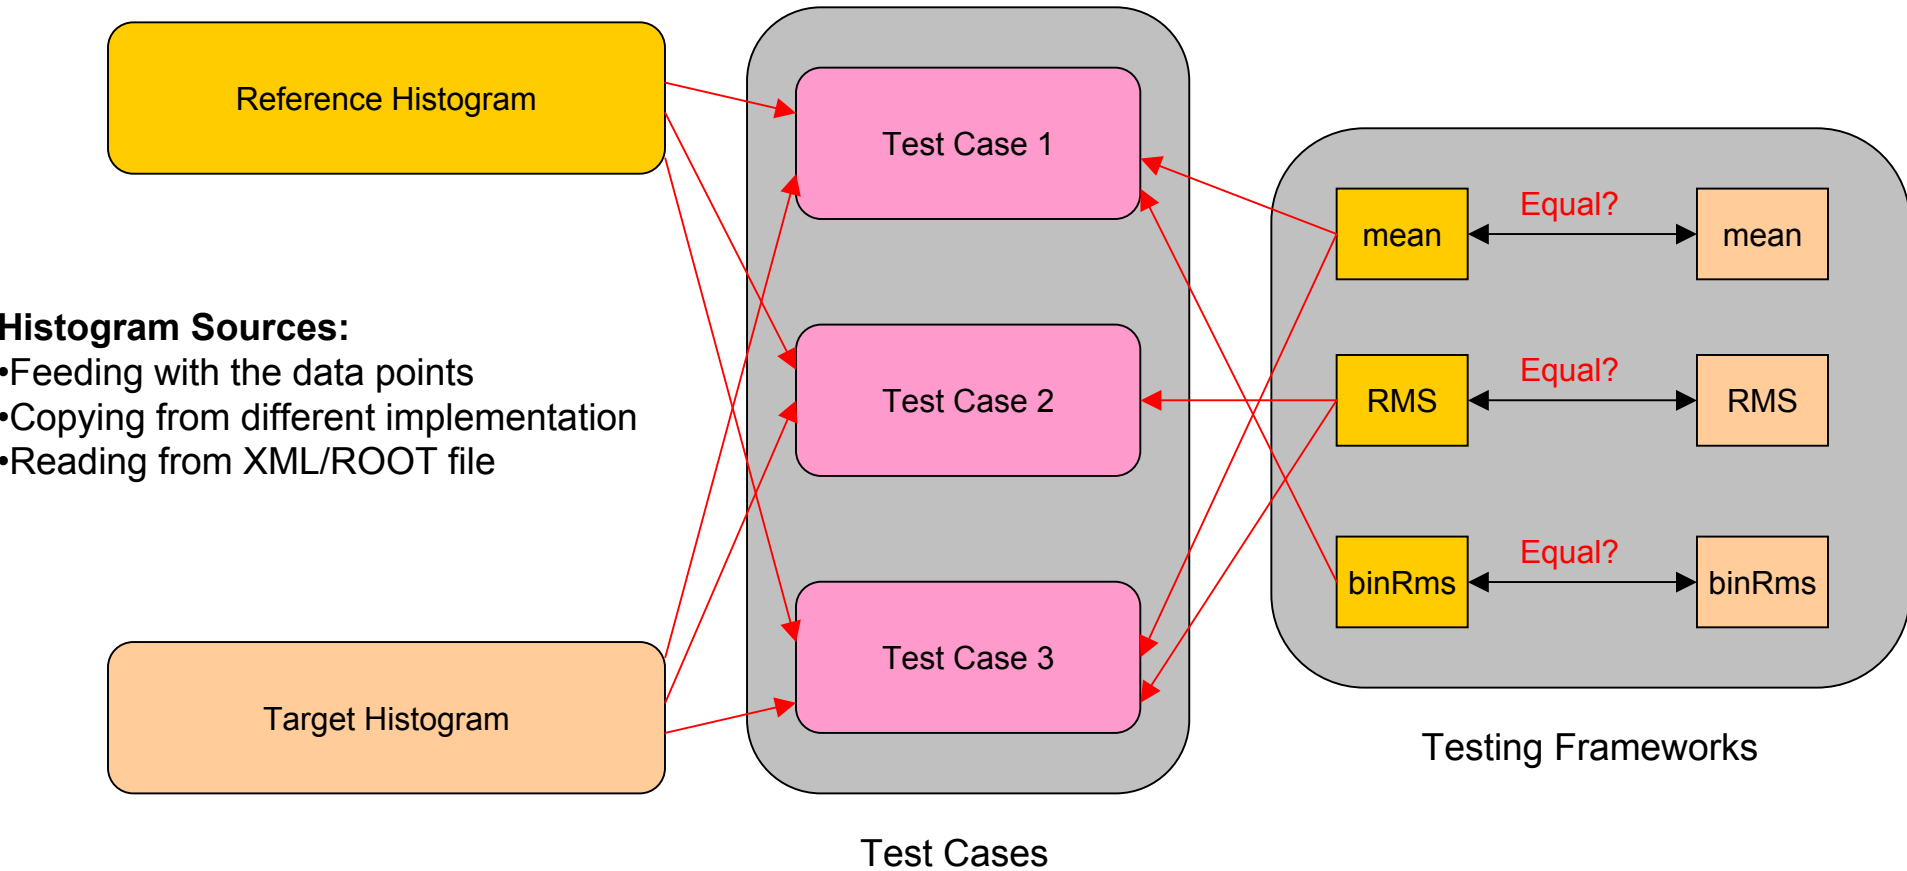 Reference Histogram
Test Case 1
Equal?
mean
mean
Histogram Sources:
•Feeding with the data points
•Copying from different implementation
•Reading from XML/ROOT file
Test Case 2
Equal?
RMS
RMS
Equal?
binRms
binRms
Test Case 3
Target Histogram
Testing Frameworks
Test Cases